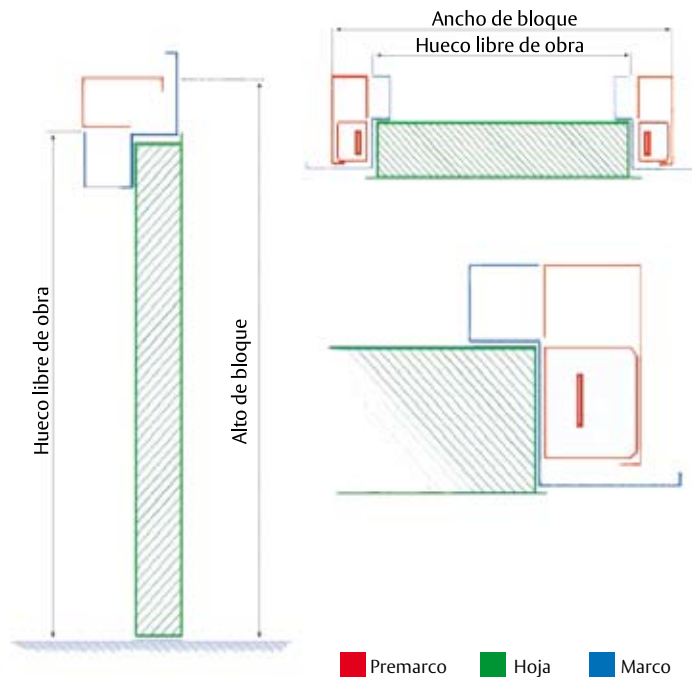 Ancho de bloque
Hueco libre de obra
Hueco libre de obra
Alto de bloque
Premarco
Hoja
Marco